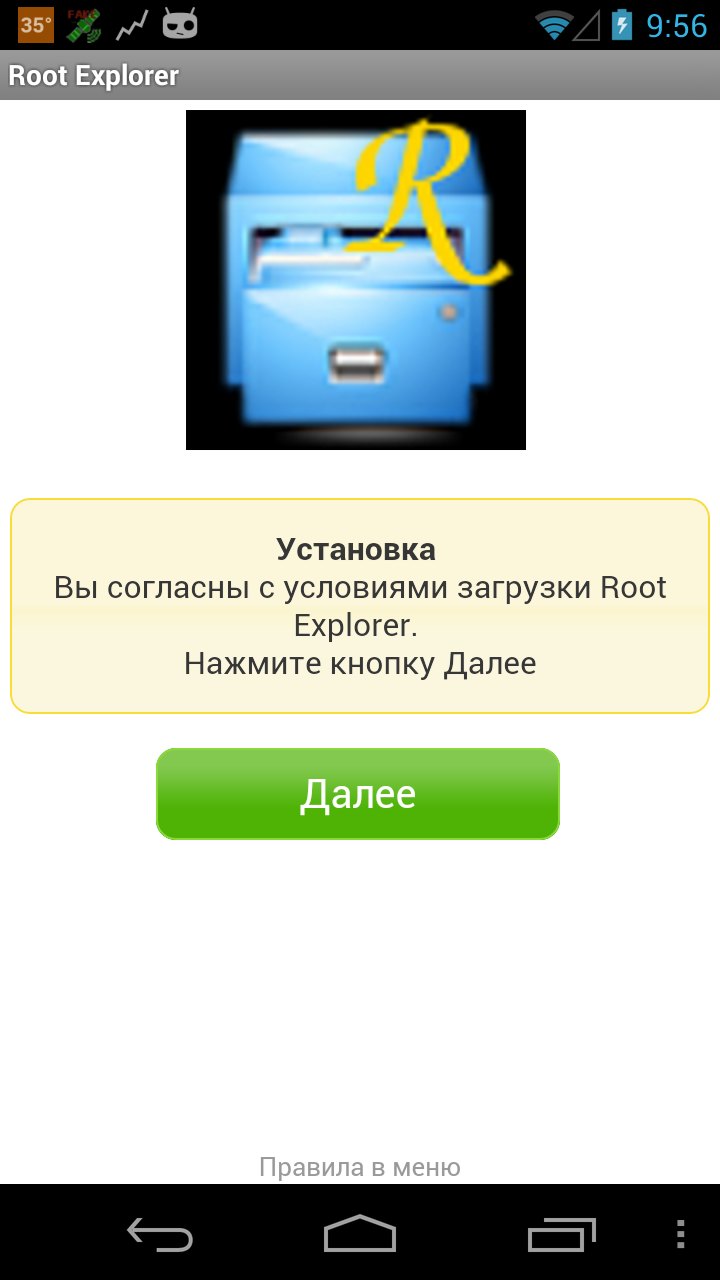 35°
FAKE
9:56
Root Explorer
R
Установка
Вы согласны с условиями загрузки Root
Explorer.
Нажмите кнопку Далее
Далее
Правила в меню